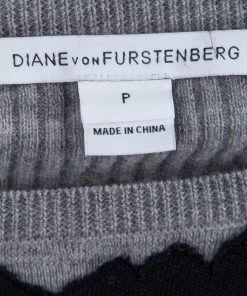 DIANE VON FURSTENBERG
P
MADE IN CHINA